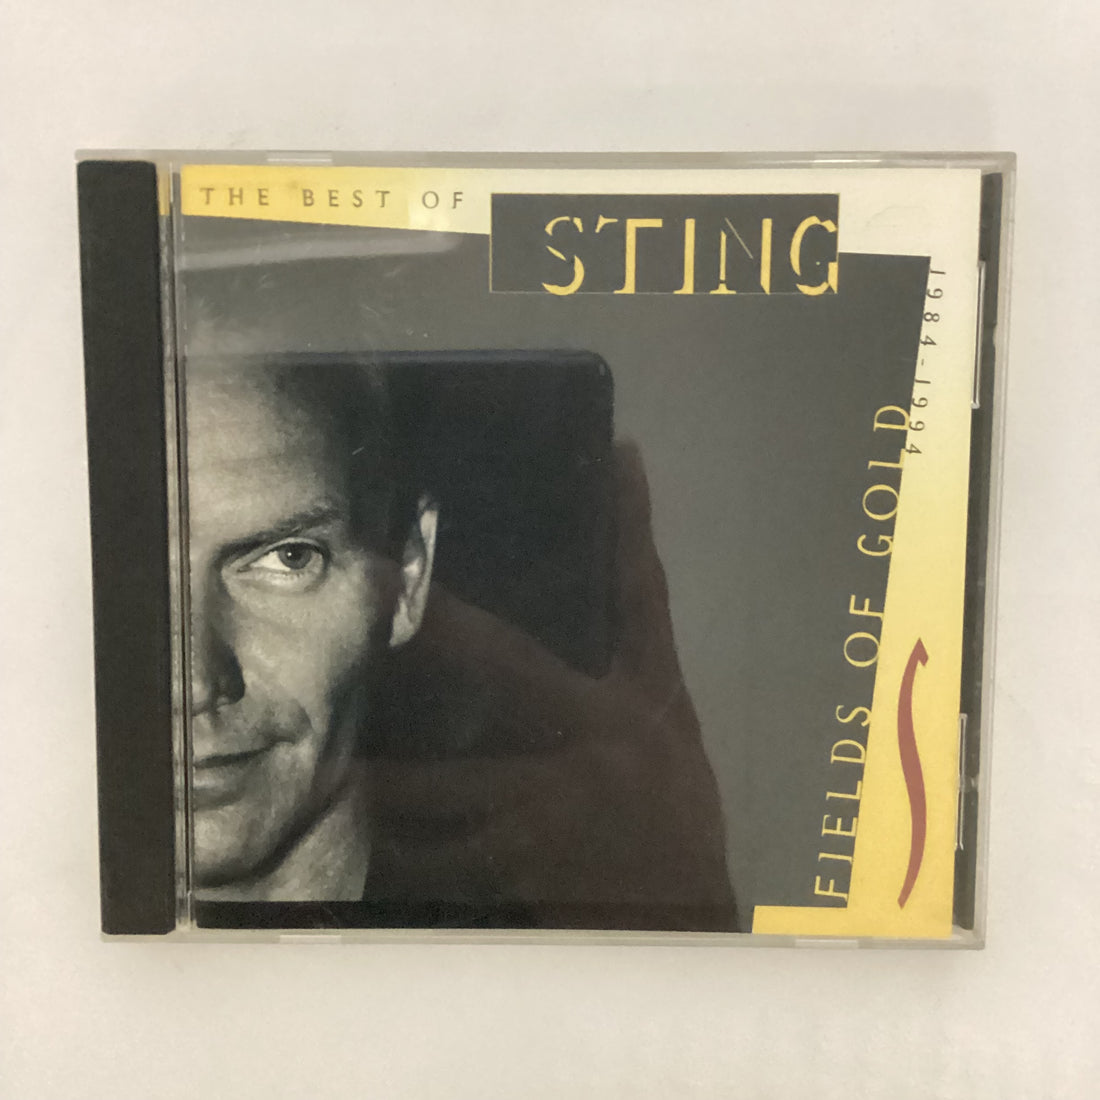 THE BEST OF
STING
1984-1994
FIELDS OF GOLD